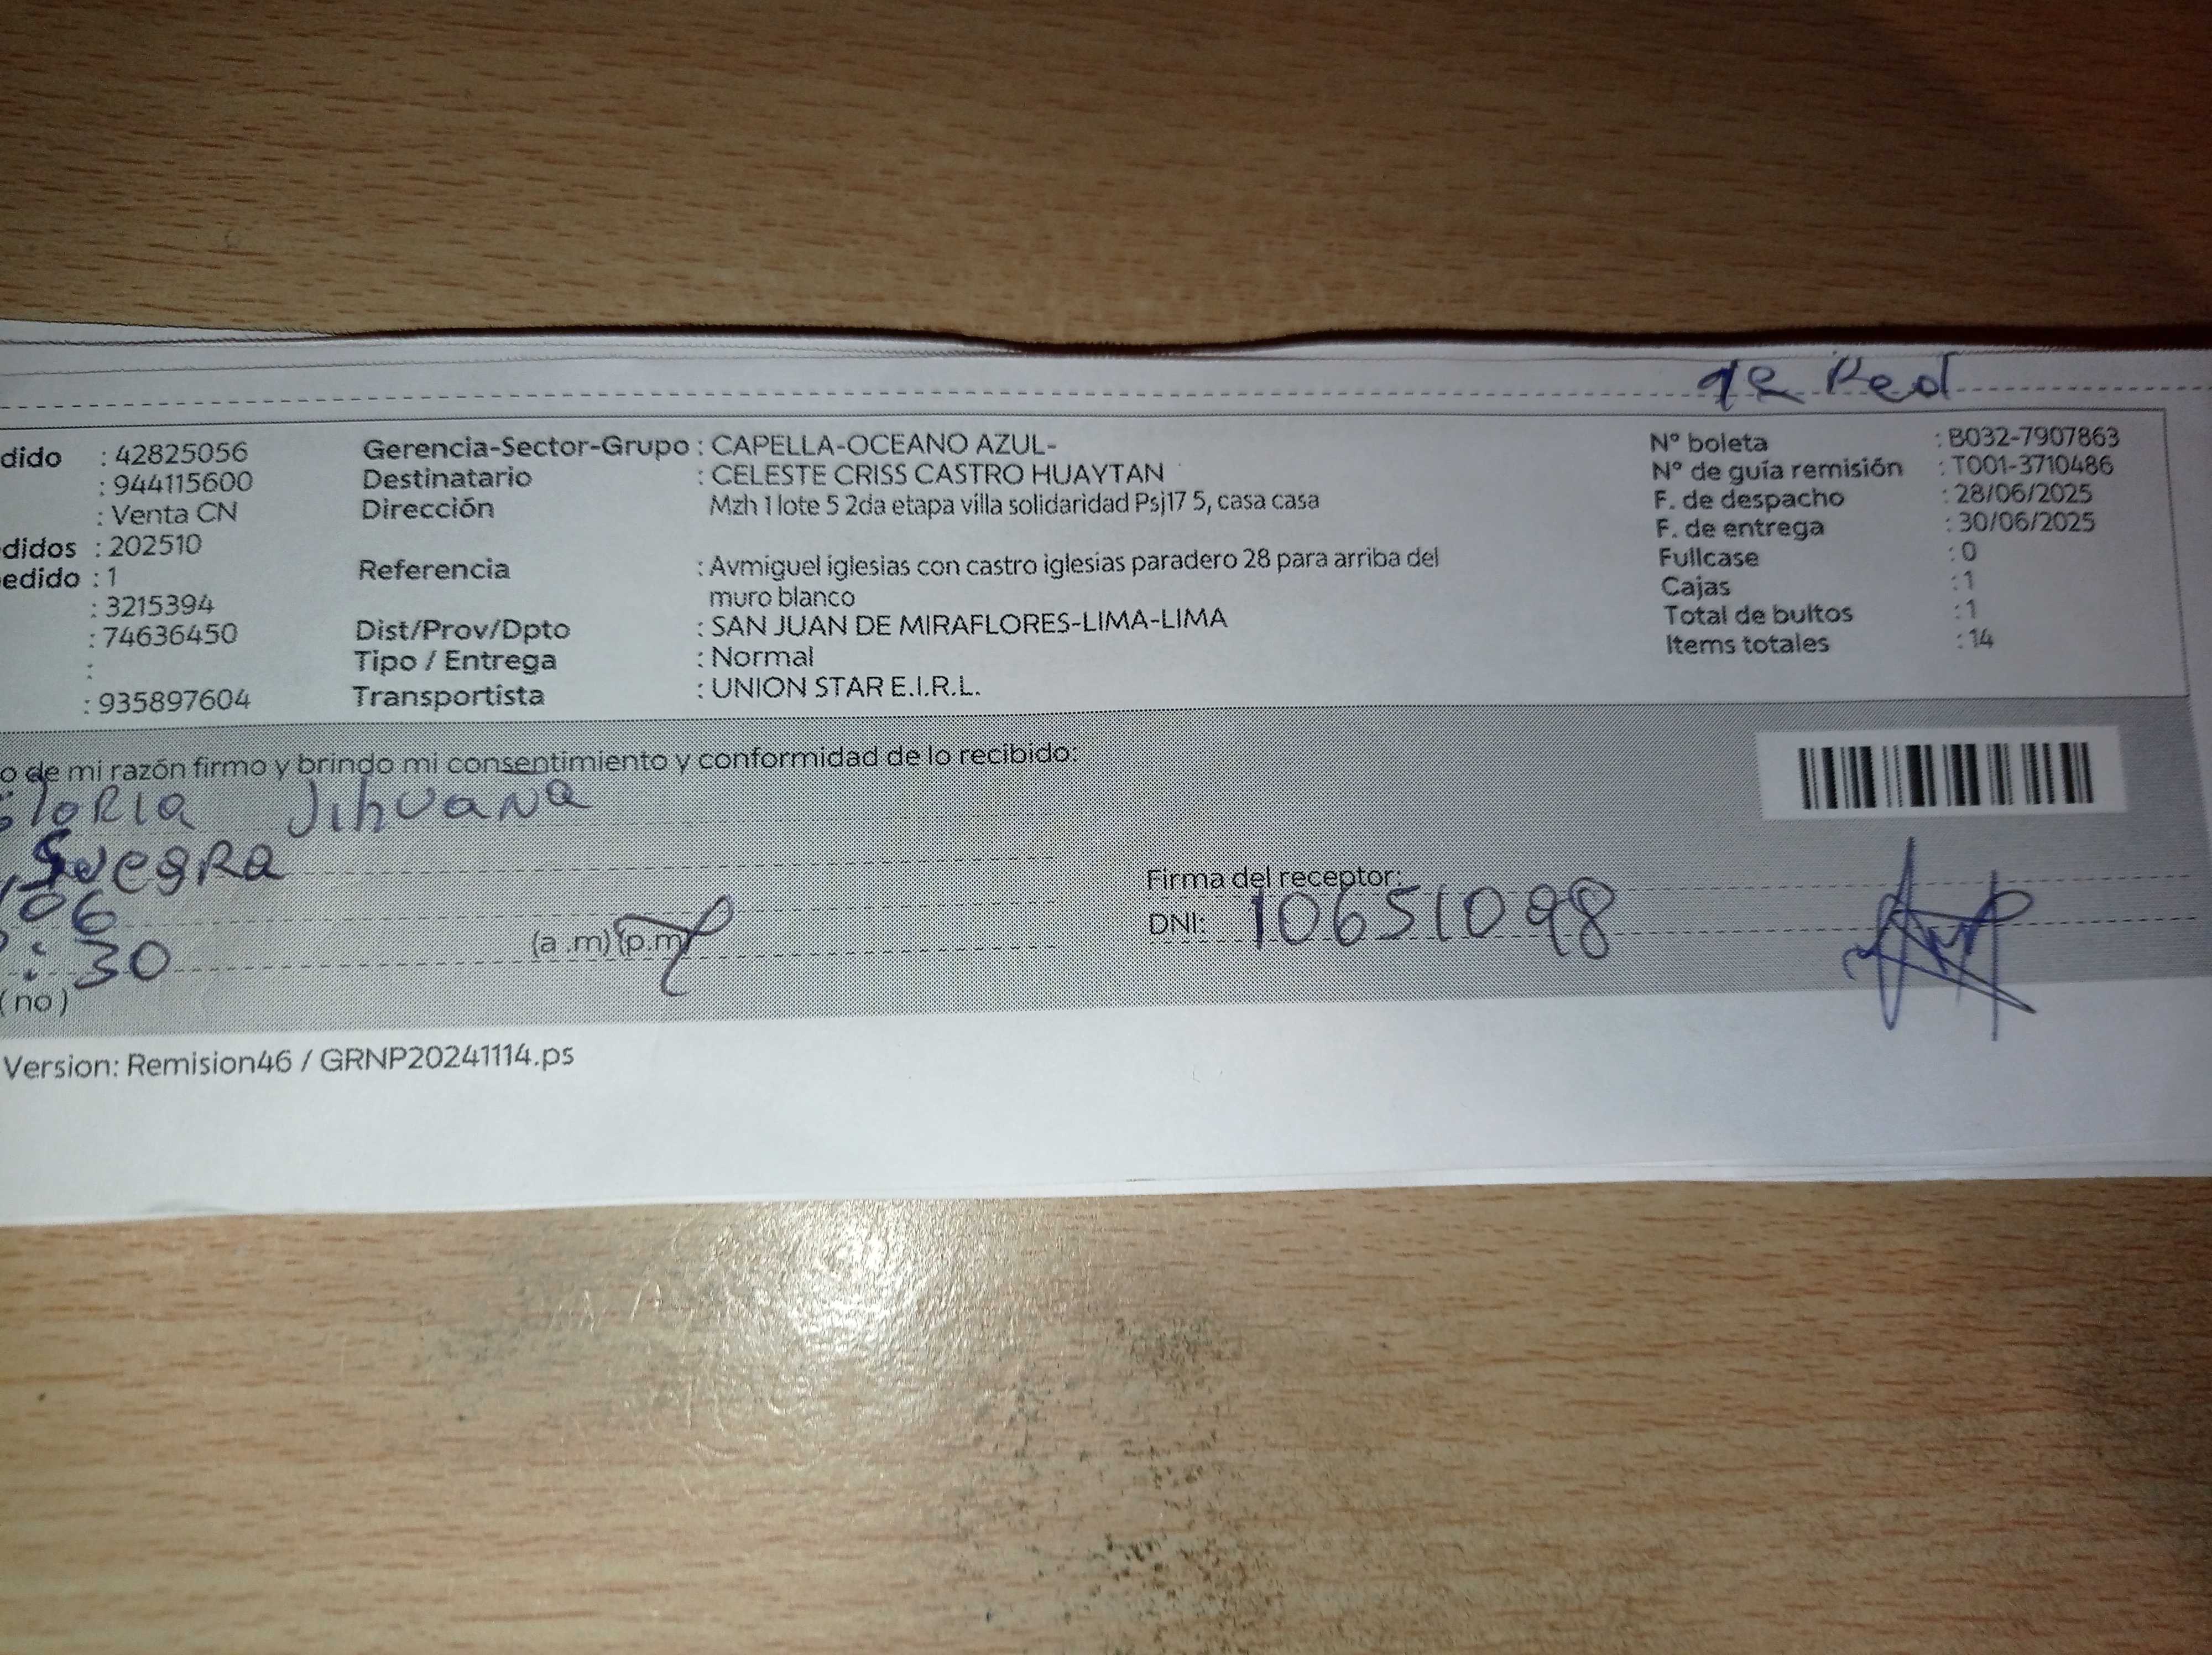 qe Red
dido : 42825056
: 944115600
: Venta CN
didos : 202510
edido : 1
: 3215394
: 74636450
:
: 935897604
Gerencia-Sector-Grupo : CAPELLA-OCEANO AZUL-
Destinatario : CELESTE CRISS CASTRO HUAYTAN
Dirección Mzh 1 lote 5 2da etapa villa solidaridad Psj17 5, casa casa
Referencia : Avmiguel iglesias con castro iglesias paradero 28 para arriba del
muro blanco
Dist/Prov/Dpto : SAN JUAN DE MIRAFLORES-LIMA-LIMA
Tipo / Entrega : Normal
Transportista : UNION STAR E.I.R.L.
N° boleta : B032-7907863
N° de guía remisión : T001-3710486
F. de despacho : 28/06/2025
F. de entrega : 30/06/2025
Fullcase : 0
Cajas : 1
Total de bultos : 1
Items totales : 14
o de mi razón firmo y brindo mi consentimiento y conformidad de lo recibido:
Gloria Jihuana
Suegra
06
: 30 (a .m) (p.m)
(no)
Firma del receptor:
DNI: 10651098
Version: Remision46 / GRNP20241114.ps